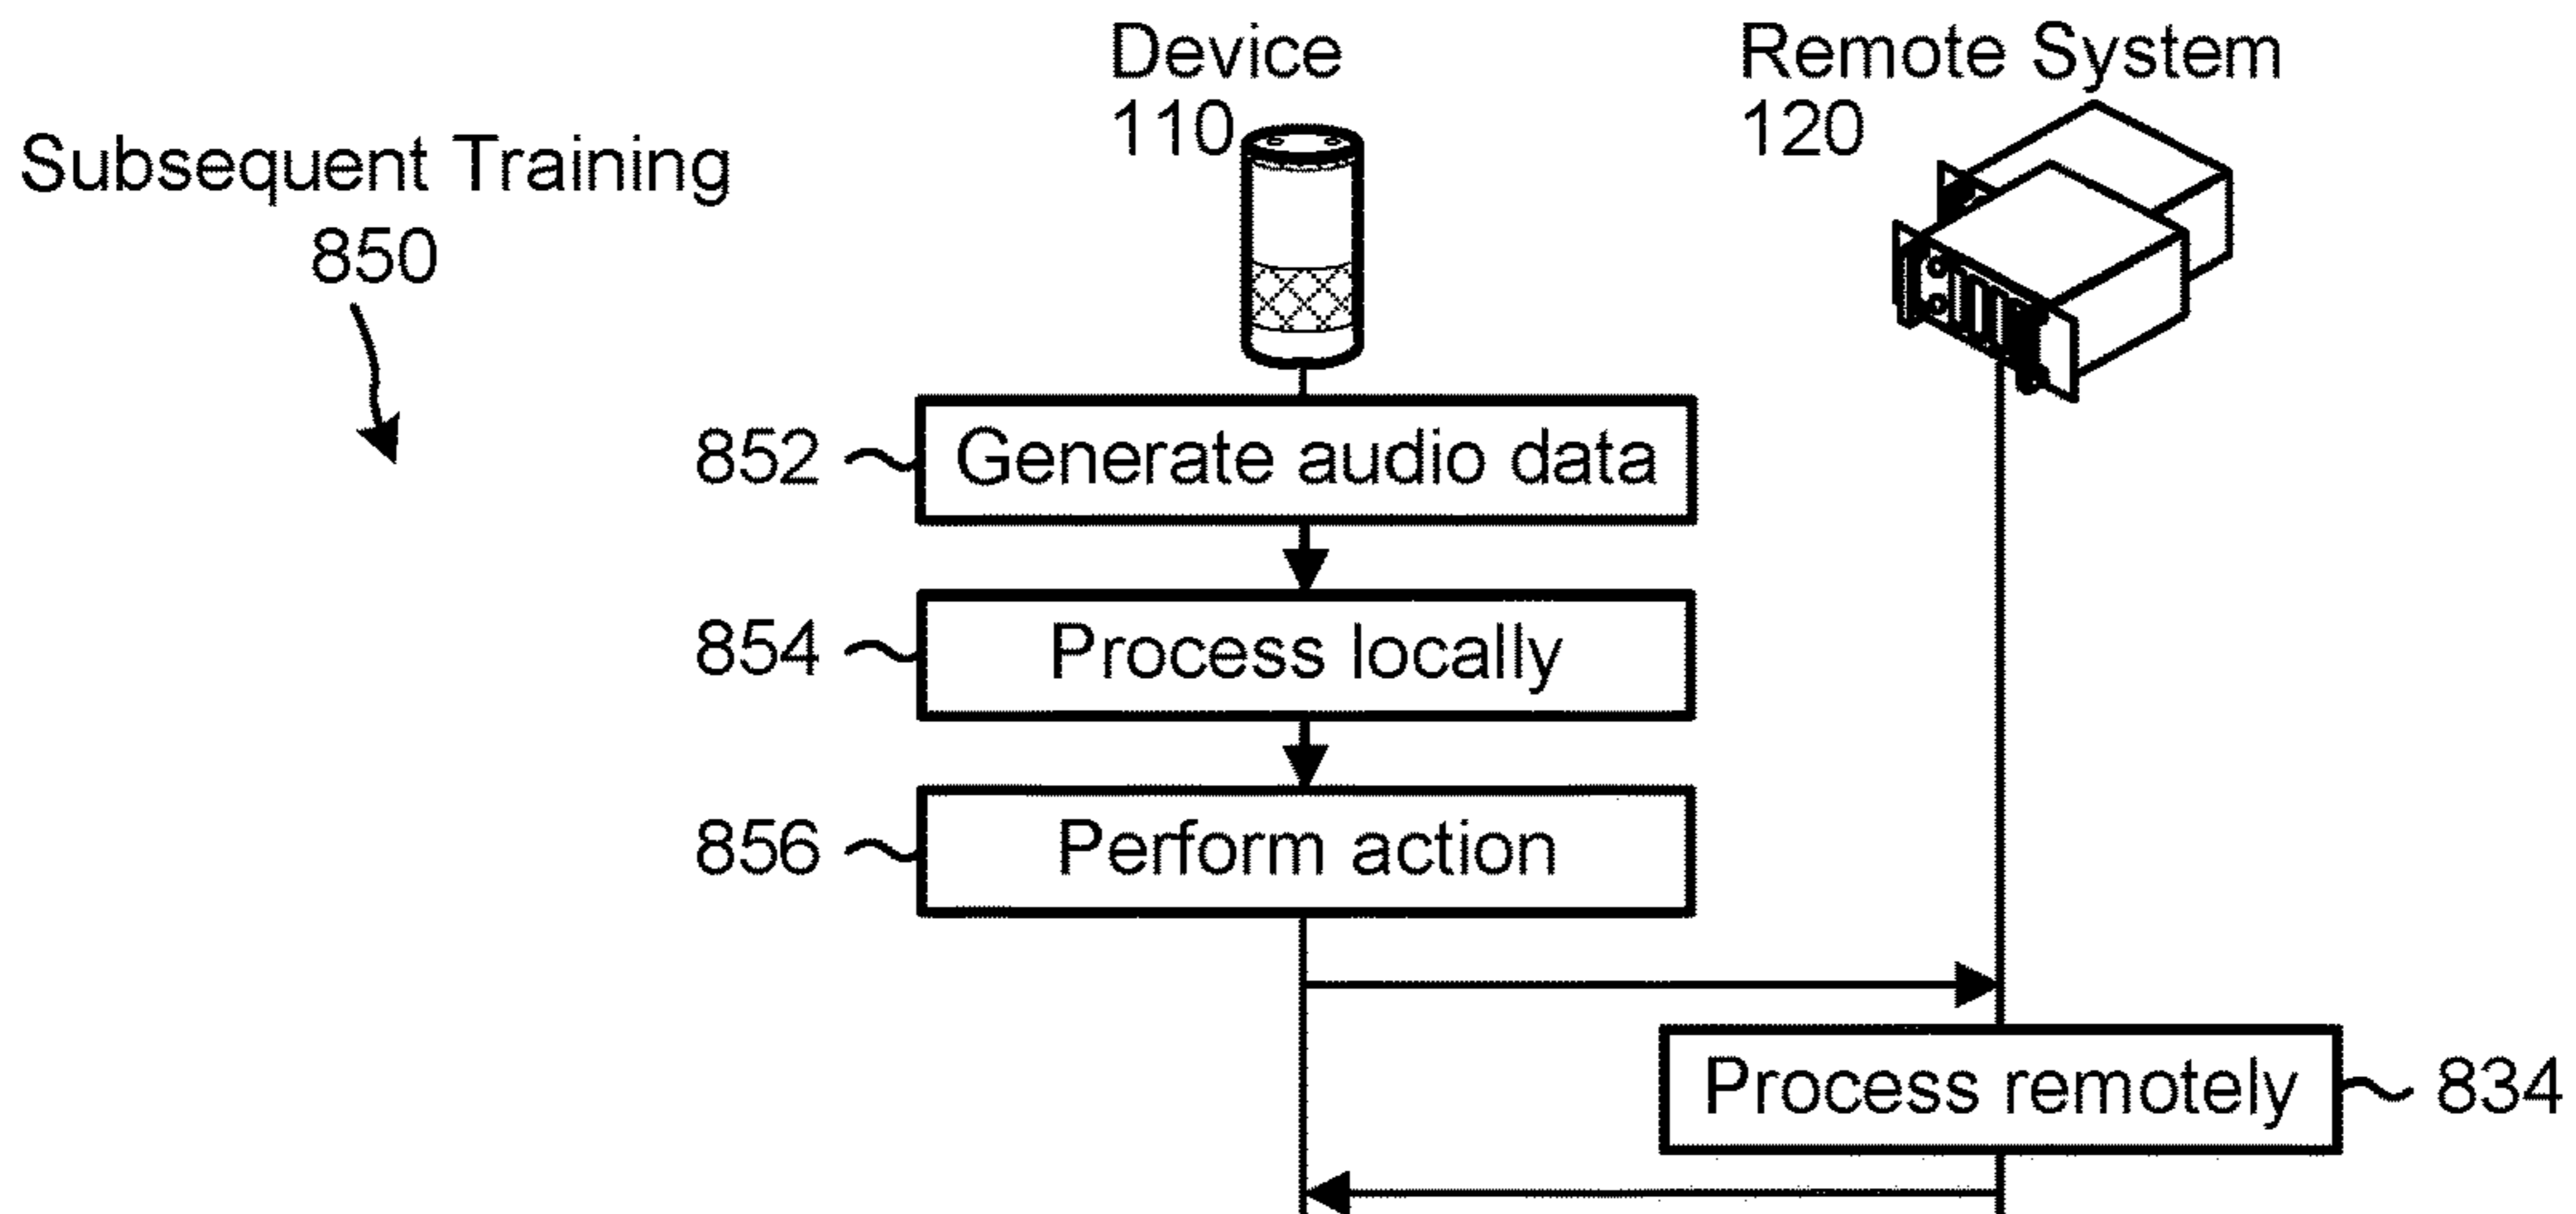 Device
110
Remote System
120
Subsequent Training
850
852
Generate audio data
854
Process locally
856
Perform action
Process remotely
834